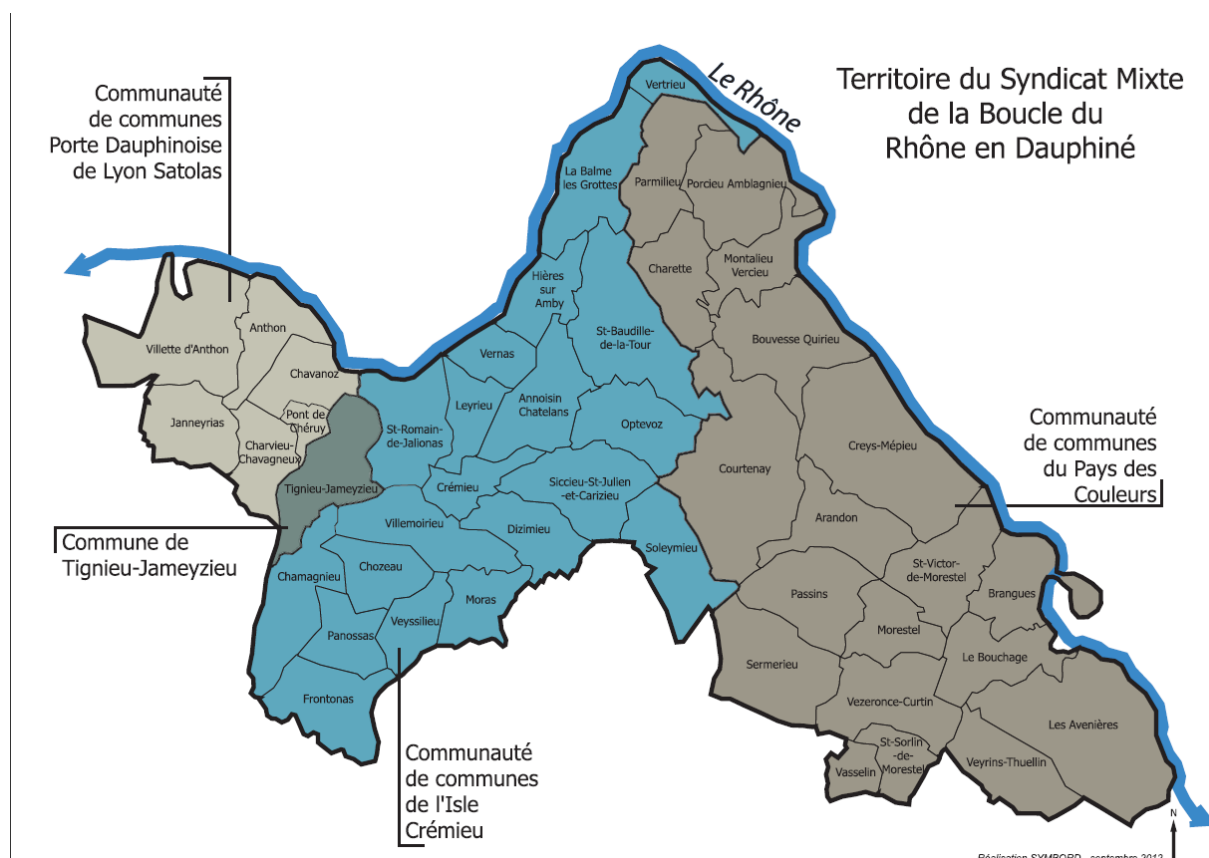 Territoire du Syndicat Mixte
de la Boucle du
Rhône en Dauphiné
Le Rhône
Communauté
de communes
Porte Dauphinoise
de Lyon Satolas
Vertrieu
La Balme
les Grottes
Parmilieu
Porcieu Amblagnieu
Charette
Montalieu
Vercieu
Hières
sur
Amby
St-Baudille-
de-la-Tour
Bouvesse Quirieu
Anthon
Villette d'Anthon
Chavanoz
Vernas
Leyrieu
Annoisin
Chatelans
Optevoz
Janneyrias
Pont de
Chéruy
Charvieu-
Chavagneux
St-Romain-
de-Jalionas
Creys-Mépieu
Communauté
de communes
du Pays des
Couleurs
Courtenay
Tignieu-Jameyzieu
Crémieu
Siccieu-St-Julien
-et-Carizieu
Arandon
Villemoirieu
Dizimieu
Soleymieu
Commune de
Tignieu-Jameyzieu
Chamagnieu
Chozeau
St-Victor-
de-Morestel
Brangues
Passins
Moras
Veyssilieu
Panossas
Morestel
Le Bouchage
Sermerieu
Frontonas
Vezeronce-Curtin
Les Avenières
St-Sorlin
-de-
Morestel
Vasselin
Veyrins-Thuellin
Communauté
de communes
de l'Isle
Crémieu
N
Réalisation SYMBORD - septembre 2012